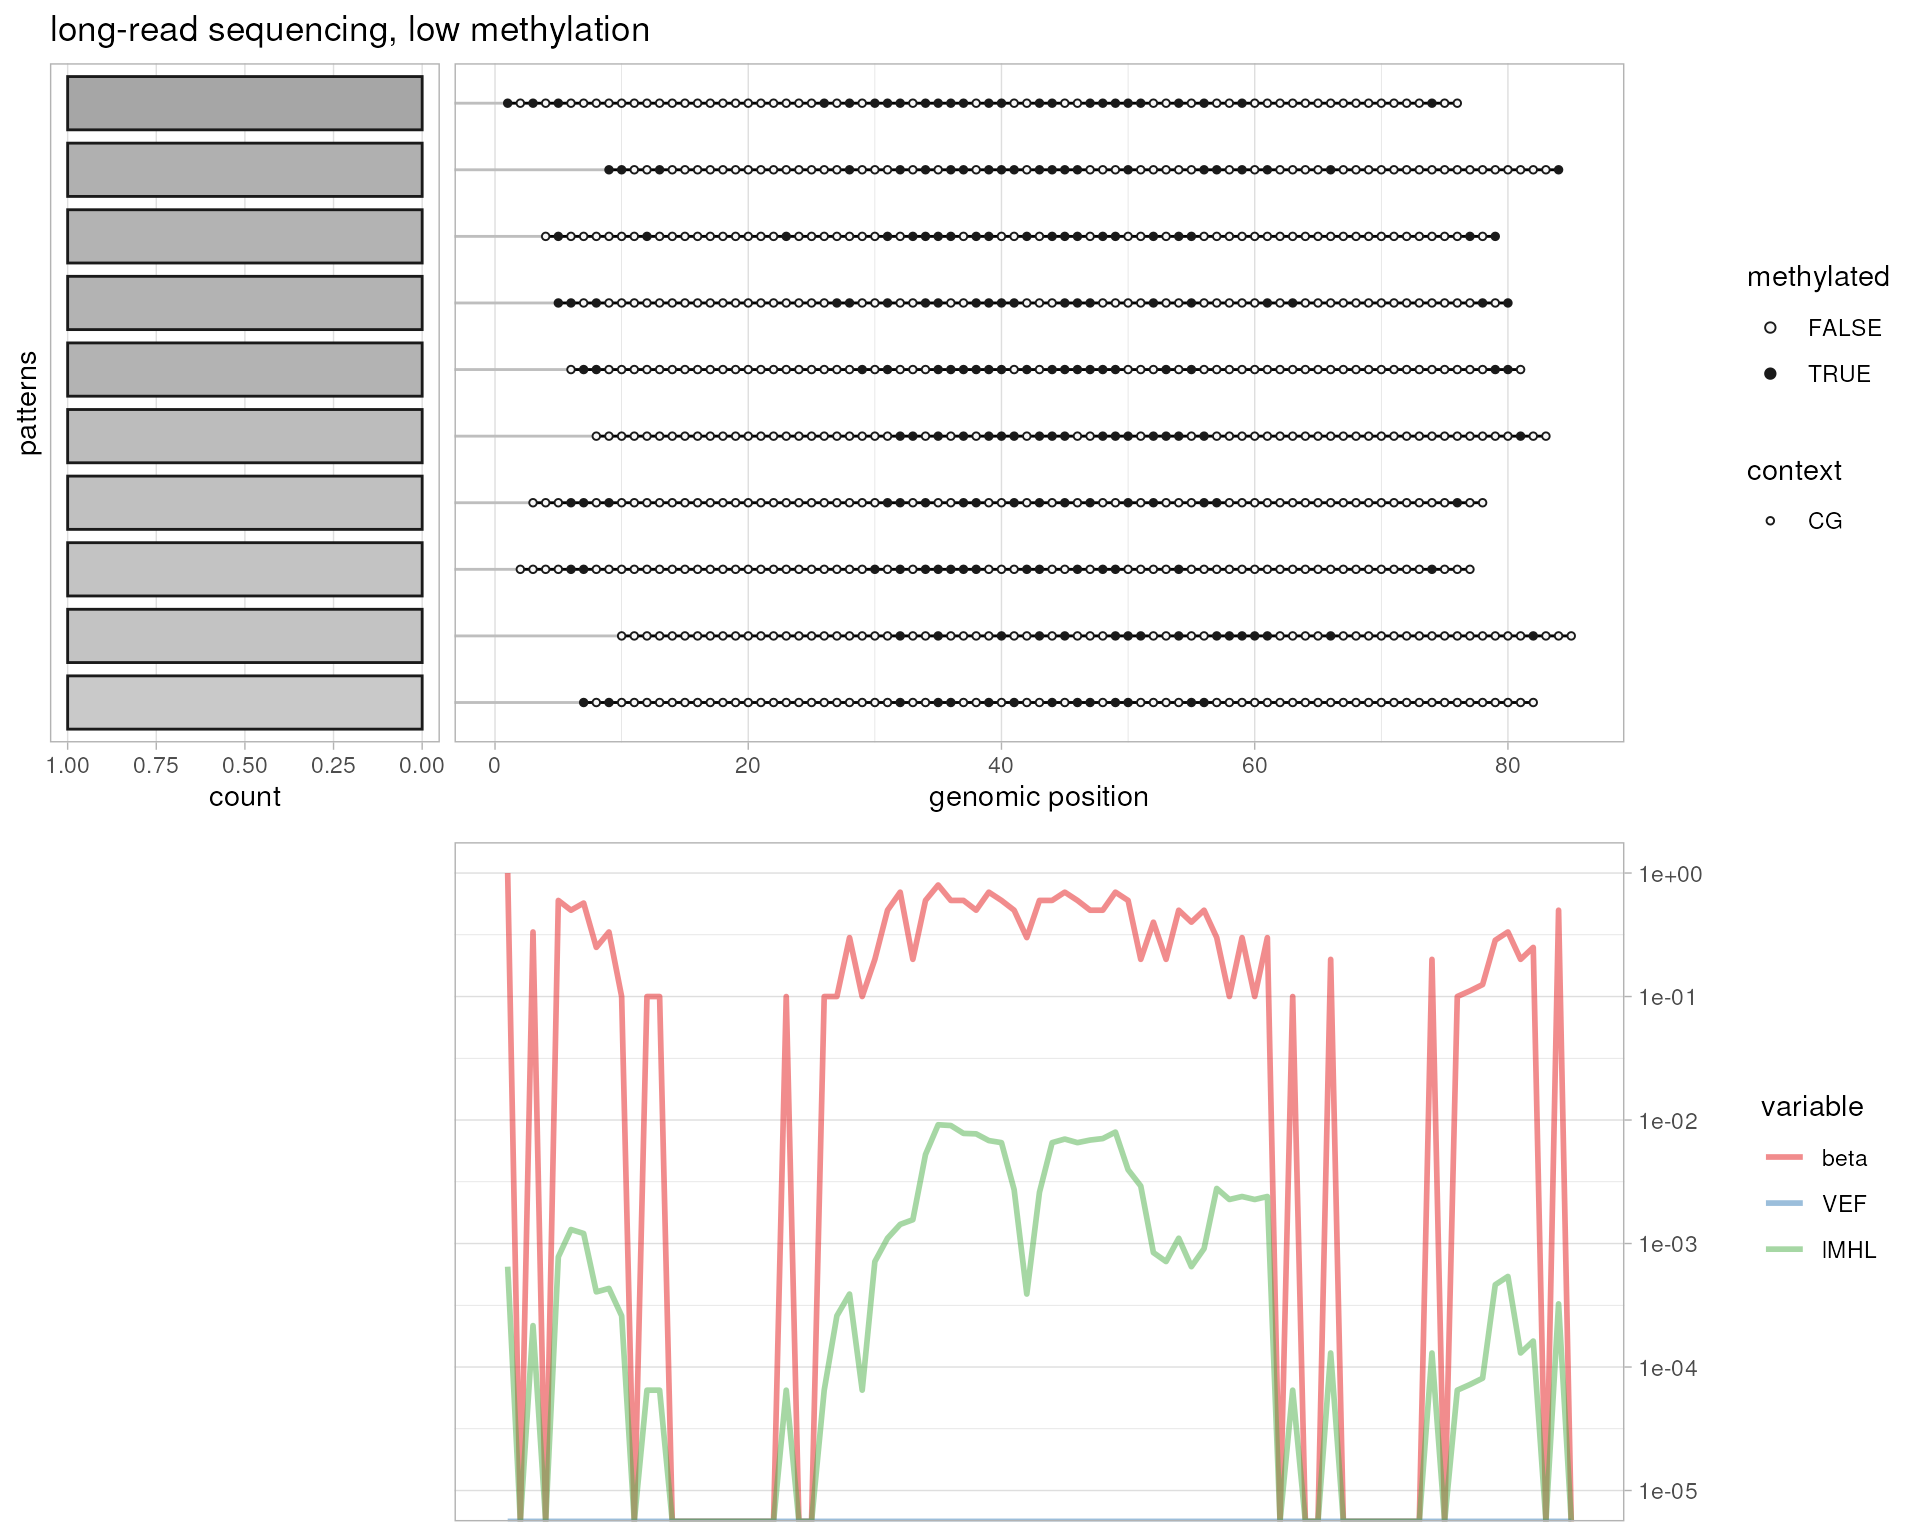 long-read sequencing, low methylation
patterns
1.00 0.75 0.50 0.25 0.00
count
0 20 40 60 80
genomic position
methylated
FALSE
TRUE
context
CG
1e+00
1e-01
1e-02
1e-03
1e-04
1e-05
variable
beta
VEF
lMHL